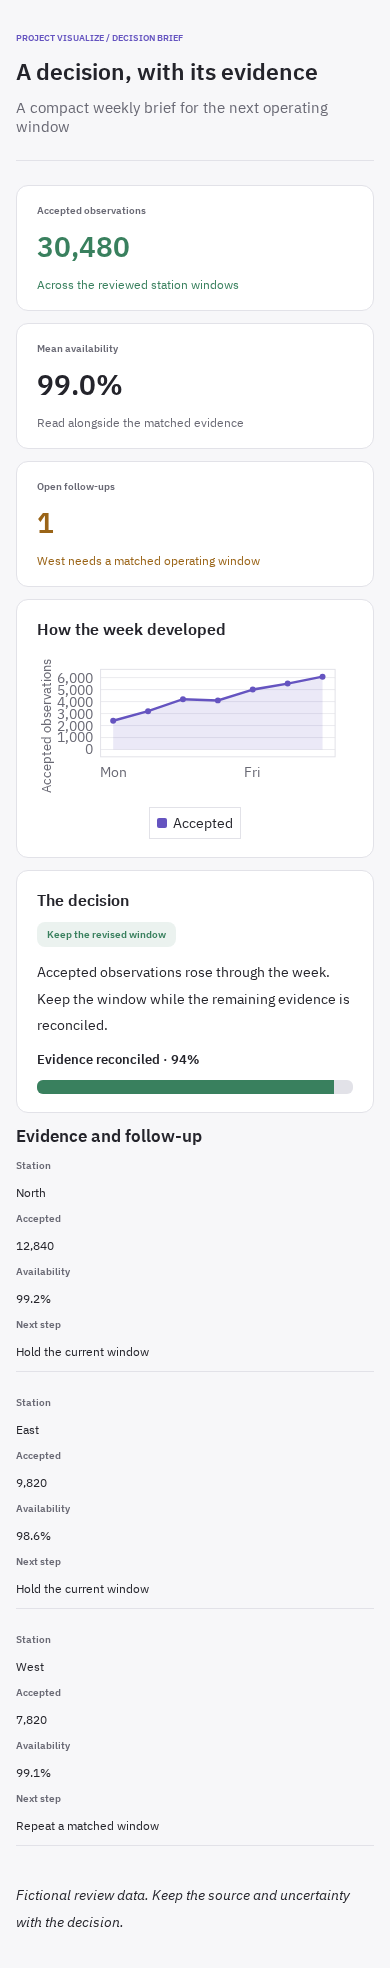 PROJECT VISUALIZE / DECISION BRIEF
A decision, with its evidence
A compact weekly brief for the next operating
window
Accepted observations
30,480
Across the reviewed station windows
Mean availability
99.0%
Read alongside the matched evidence
Open follow-ups
1
West needs a matched operating window
How the week developed
Accepted observations
6,000
5,000
4,000
3,000
2,000
1,000
0
Mon
Fri
Accepted
The decision
Keep the revised window
Accepted observations rose through the week.
Keep the window while the remaining evidence is
reconciled.
Evidence reconciled · 94%
Evidence and follow-up
Station
North
Accepted
12,840
Availability
99.2%
Next step
Hold the current window
Station
East
Accepted
9,820
Availability
98.6%
Next step
Hold the current window
Station
West
Accepted
7,820
Availability
99.1%
Next step
Repeat a matched window
Fictional review data. Keep the source and uncertainty
with the decision.